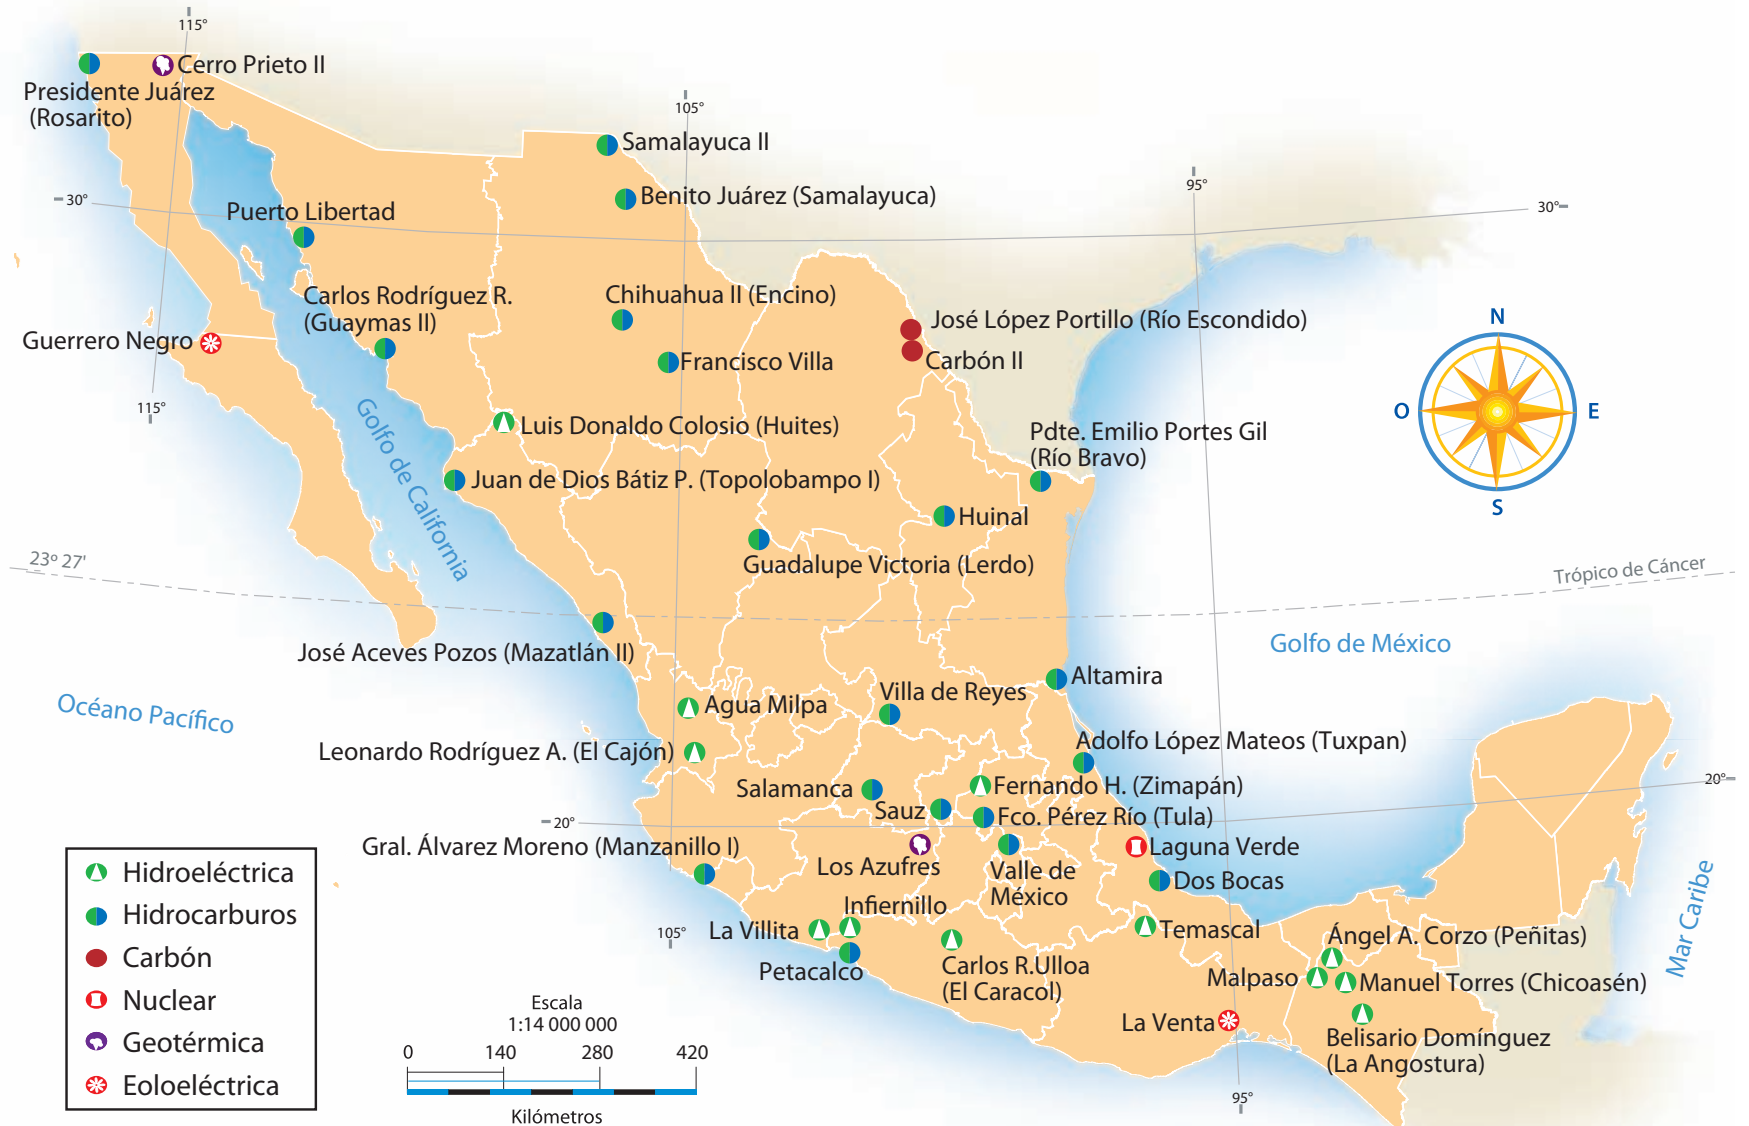 115°
Cerro Prieto II
Presidente Juárez
(Rosarito)
105°
Samalayuca II
95°
Benito Juárez (Samalayuca)
30°
30°
Puerto Libertad
Carlos Rodríguez R.
(Guaymas II)
Chihuahua II (Encino)
José López Portillo (Río Escondido)
N
Guerrero Negro
Francisco Villa
Carbón II
115°
O
E
Golfo de California
Luis Donaldo Colosio (Huites)
Pdte. Emilio Portes Gil
(Río Bravo)
Juan de Dios Bátiz P. (Topolobampo I)
S
Huinal
23° 27'
Guadalupe Victoria (Lerdo)
Trópico de Cáncer
José Aceves Pozos (Mazatlán II)
Golfo de México
Altamira
Océano Pacífico
Agua Milpa
Villa de Reyes
Leonardo Rodríguez A. (El Cajón)
Adolfo López Mateos (Tuxpan)
20°
Salamanca
Fernando H. (Zimapán)
Sauz
Fco. Pérez Río (Tula)
20°
Gral. Álvarez Moreno (Manzanillo I)
Los Azufres
Valle de
México
Laguna Verde
Dos Bocas
Mar Caribe
Infiernillo
La Villita
105°
Temascal
Ángel A. Corzo (Peñitas)
Petacalco
Carlos R.Ulloa
(El Caracol)
Malpaso
Manuel Torres (Chicoasén)
La Venta
Belisario Domínguez
(La Angostura)
95°
Hidroeléctrica
Hidrocarburos
Carbón
Nuclear
Geotérmica
Eoloeléctrica
Escala
1:14 000 000
0 140 280 420
Kilómetros